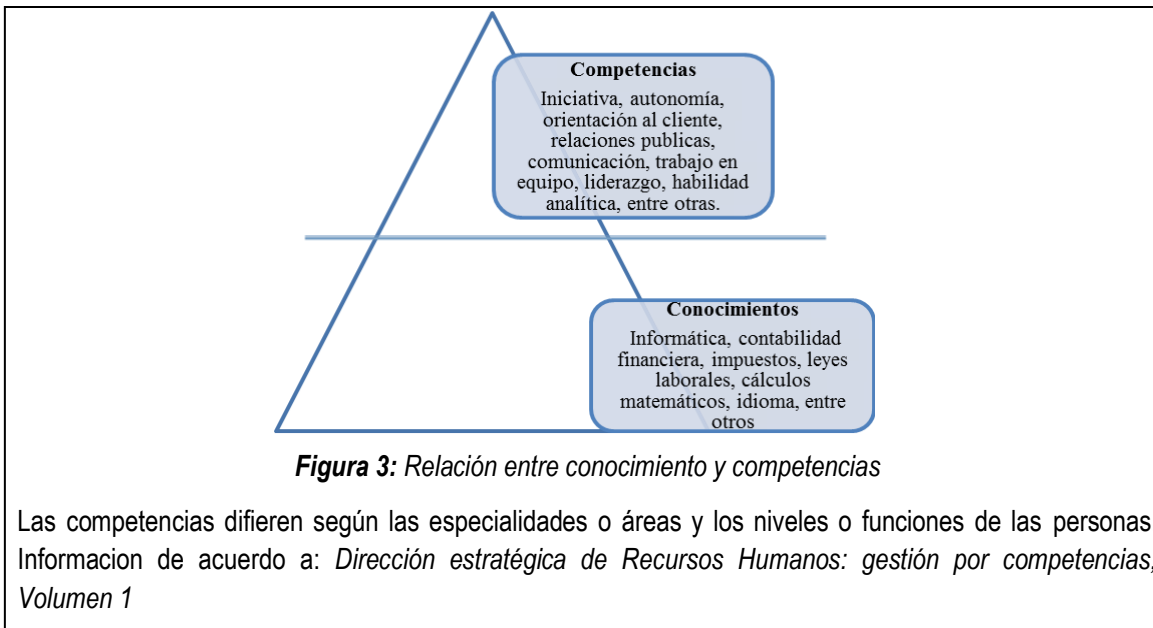 Competencias
Iniciativa, autonomía,
orientación al cliente,
relaciones publicas,
comunicación, trabajo en
equipo, liderazgo, habilidad
analítica, entre otras.
Conocimientos
Informática, contabilidad
financiera, impuestos, leyes
laborales, cálculos
matemáticos, idioma, entre
otros
Figura 3: Relación entre conocimiento y competencias
Las competencias difieren según las especialidades o áreas y los niveles o funciones de las personas
Informacion de acuerdo a: Dirección estratégica de Recursos Humanos: gestión por competencias,
Volumen 1